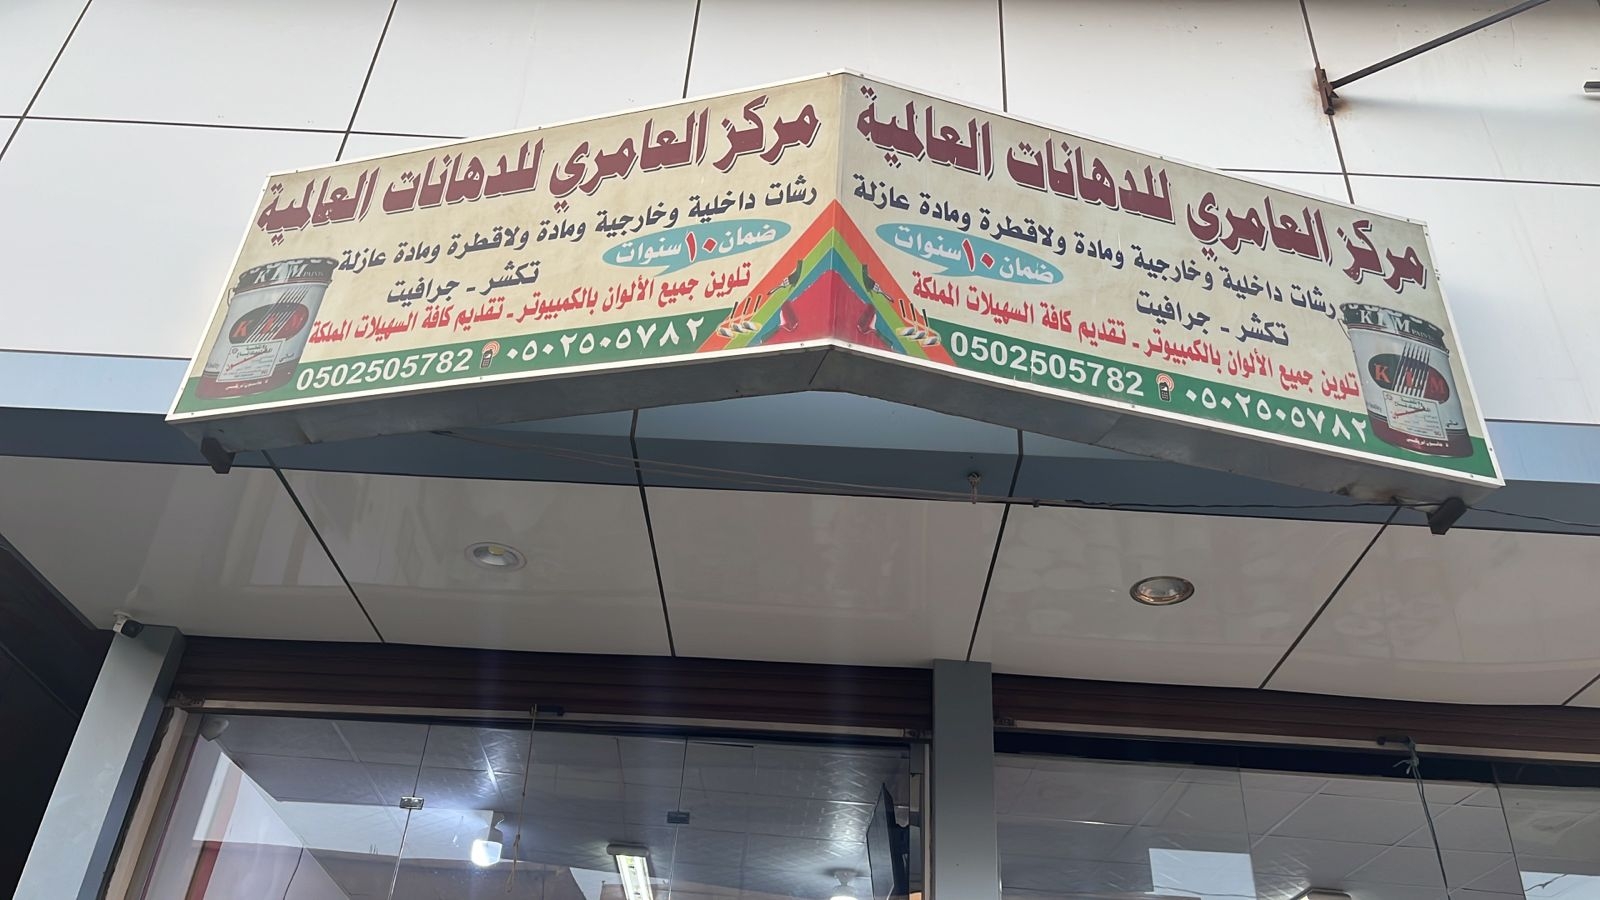 مركز العامري للدهانات العالمية
رشات داخلية وخارجية ومادة ولاقطرة ومادة عازلة
ضمان ١٠ سنوات
تكشر - جرافيت
تلوين جميع الألوان بالكمبيوتر - تقديم كافة السهيلات المملكة
0502505782 ٠٥٠٢٥٠٥٧٨٢
KLAM PAINT
مركز العامري للدهانات العالمية
رشات داخلية وخارجية ومادة ولاقطرة ومادة عازلة
ضمان ١٠ سنوات
تكشر - جرافيت
تلوين جميع الألوان بالكمبيوتر - تقديم كافة السهيلات المملكة
0502505782 ٠٥٠٢٥٠٥٧٨٢